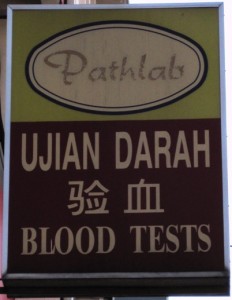 Pathlab
UJIAN DARAH
验血
BLOOD TESTS